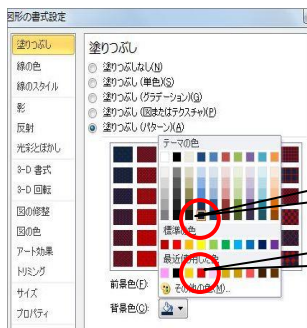 図形の書式設定
塗りつぶし
線の色
線のスタイル
影
反射
光彩とぼかし
3-D 書式
3-D 回転
図の修整
図の色
アート効果
トリミング
サイズ
プロパティ
塗りつぶし
塗りつぶしなし(N)
塗りつぶし (単色)(S)
塗りつぶし (グラデーション)(G)
塗りつぶし (図またはテクスチャ)(P)
塗りつぶし (パターン)(A)
テーマの色
標準の色
最近使用した色
その他の色(M)...
前景色(F):
背景色(C):